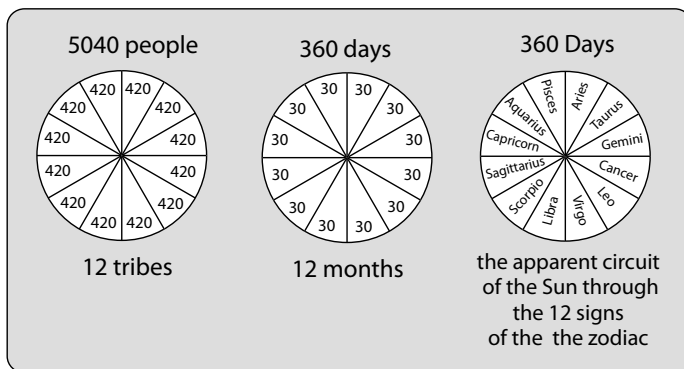 5040 people
420
420
420
420
420
420
420
420
420
420
420
420
12 tribes
360 days
30
30
30
30
30
30
30
30
30
30
30
30
12 months
360 Days
Aries
Taurus
Gemini
Cancer
Leo
Virgo
Libra
Scorpio
Sagittarius
Capricorn
Aquarius
Pisces
the apparent circuit
of the Sun through
the 12 signs
of the the zodiac